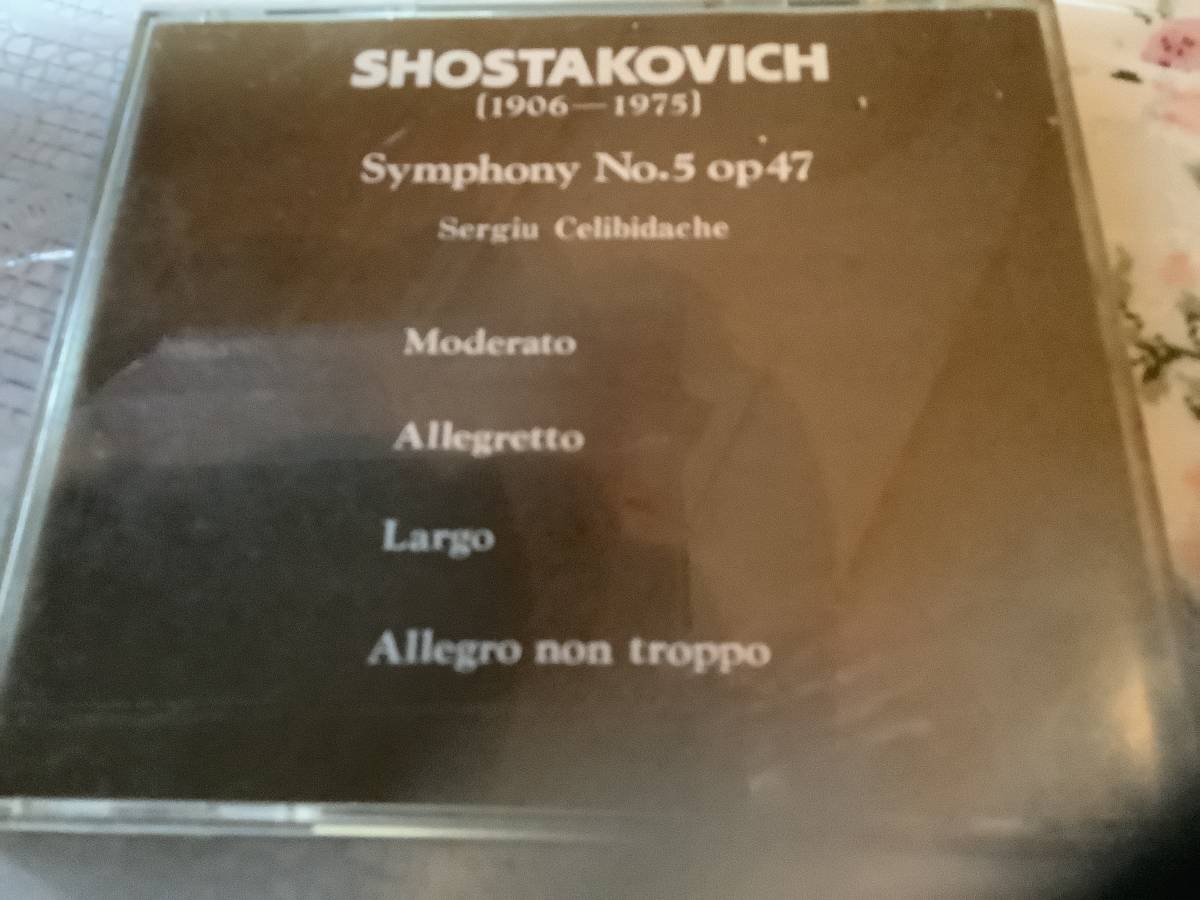 SHOSTAKOVICH
(1906—1975)
Symphony No.5 op47
Sergiu Celibidache
Moderato
Allegretto
Largo
Allegro non troppo